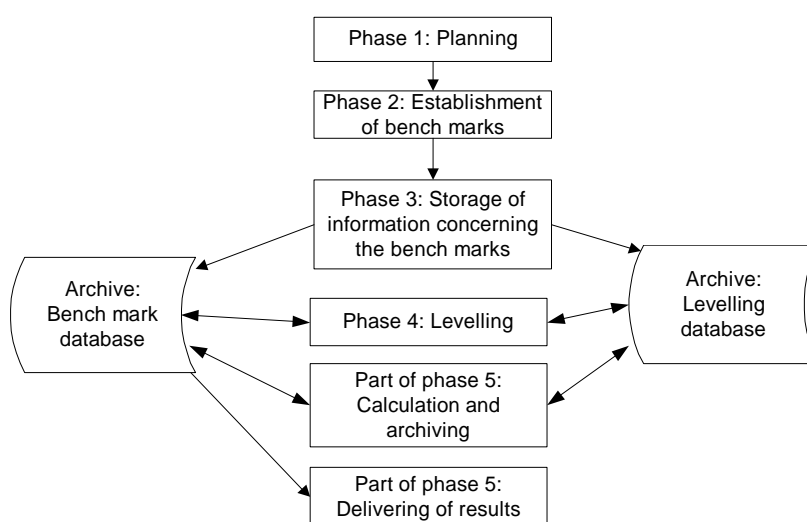 Phase 1: Planning
Phase 2: Establishment
of bench marks
Phase 3: Storage of
information concerning
the bench marks
Archive:
Bench mark
database
Archive:
Levelling
database
Phase 4: Levelling
Part of phase 5:
Calculation and
archiving
Part of phase 5:
Delivering of results